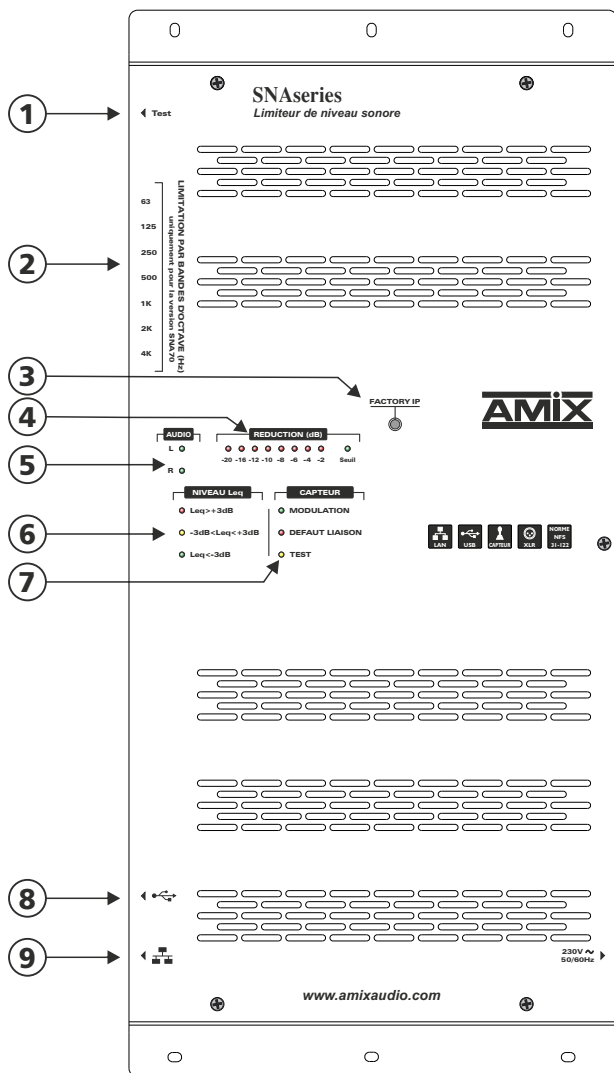 SNAseries
Limiteur de niveau sonore
1
Test
LIMITATION PAR BANDES D'OCTAVE (Hz)
uniquement pour la version SNA70
63
125
250
500
1K
2K
4K
2
3
FACTORY IP
AMIX
4
AUDIO
L
R
REDUCTION (dB)
-20 -16 -12 -10 -8 -6 -4 -2 Seuil
5
NIVEAU Leq
Leq>+3dB
-3dB<Leq<+3dB
Leq<-3dB
CAPTEUR
MODULATION
DEFAUT LIAISON
TEST
6
7
LAN
USB
CAPTEUR
XLR
NORME
NFS
31-122
8
9
230V ~
50/60Hz
www.amixaudio.com